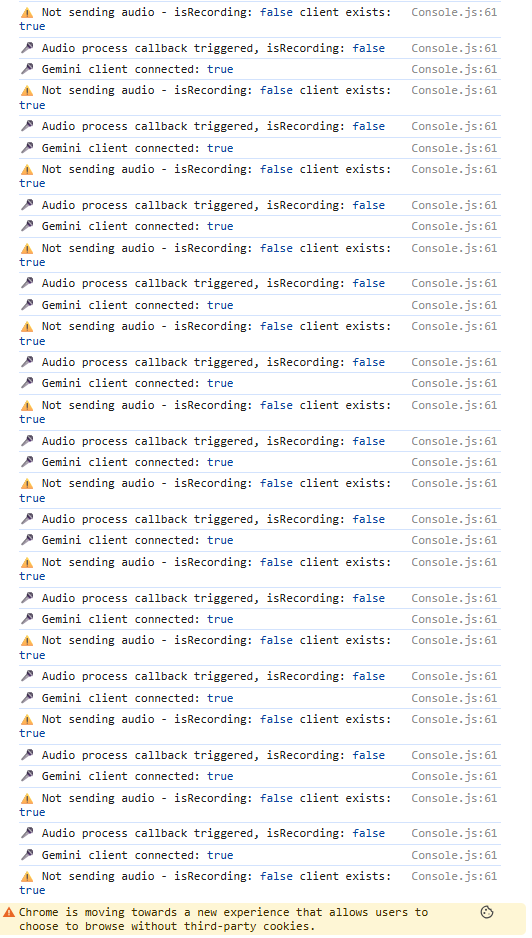 ⚠️ Not sending audio - isRecording: false client exists: Console.js:61
true
🎤 Audio process callback triggered, isRecording: false Console.js:61
🎤 Gemini client connected: true Console.js:61
⚠️ Not sending audio - isRecording: false client exists: Console.js:61
true
🎤 Audio process callback triggered, isRecording: false Console.js:61
🎤 Gemini client connected: true Console.js:61
⚠️ Not sending audio - isRecording: false client exists: Console.js:61
true
🎤 Audio process callback triggered, isRecording: false Console.js:61
🎤 Gemini client connected: true Console.js:61
⚠️ Not sending audio - isRecording: false client exists: Console.js:61
true
🎤 Audio process callback triggered, isRecording: false Console.js:61
🎤 Gemini client connected: true Console.js:61
⚠️ Not sending audio - isRecording: false client exists: Console.js:61
true
🎤 Audio process callback triggered, isRecording: false Console.js:61
🎤 Gemini client connected: true Console.js:61
⚠️ Not sending audio - isRecording: false client exists: Console.js:61
true
🎤 Audio process callback triggered, isRecording: false Console.js:61
🎤 Gemini client connected: true Console.js:61
⚠️ Not sending audio - isRecording: false client exists: Console.js:61
true
🎤 Audio process callback triggered, isRecording: false Console.js:61
🎤 Gemini client connected: true Console.js:61
⚠️ Not sending audio - isRecording: false client exists: Console.js:61
true
🎤 Audio process callback triggered, isRecording: false Console.js:61
🎤 Gemini client connected: true Console.js:61
⚠️ Not sending audio - isRecording: false client exists: Console.js:61
true
🎤 Audio process callback triggered, isRecording: false Console.js:61
🎤 Gemini client connected: true Console.js:61
⚠️ Not sending audio - isRecording: false client exists: Console.js:61
true
🎤 Audio process callback triggered, isRecording: false Console.js:61
🎤 Gemini client connected: true Console.js:61
⚠️ Not sending audio - isRecording: false client exists: Console.js:61
true
🎤 Audio process callback triggered, isRecording: false Console.js:61
🎤 Gemini client connected: true Console.js:61
⚠️ Not sending audio - isRecording: false client exists: Console.js:61
true
Chrome is moving towards a new experience that allows users to
choose to browse without third-party cookies.